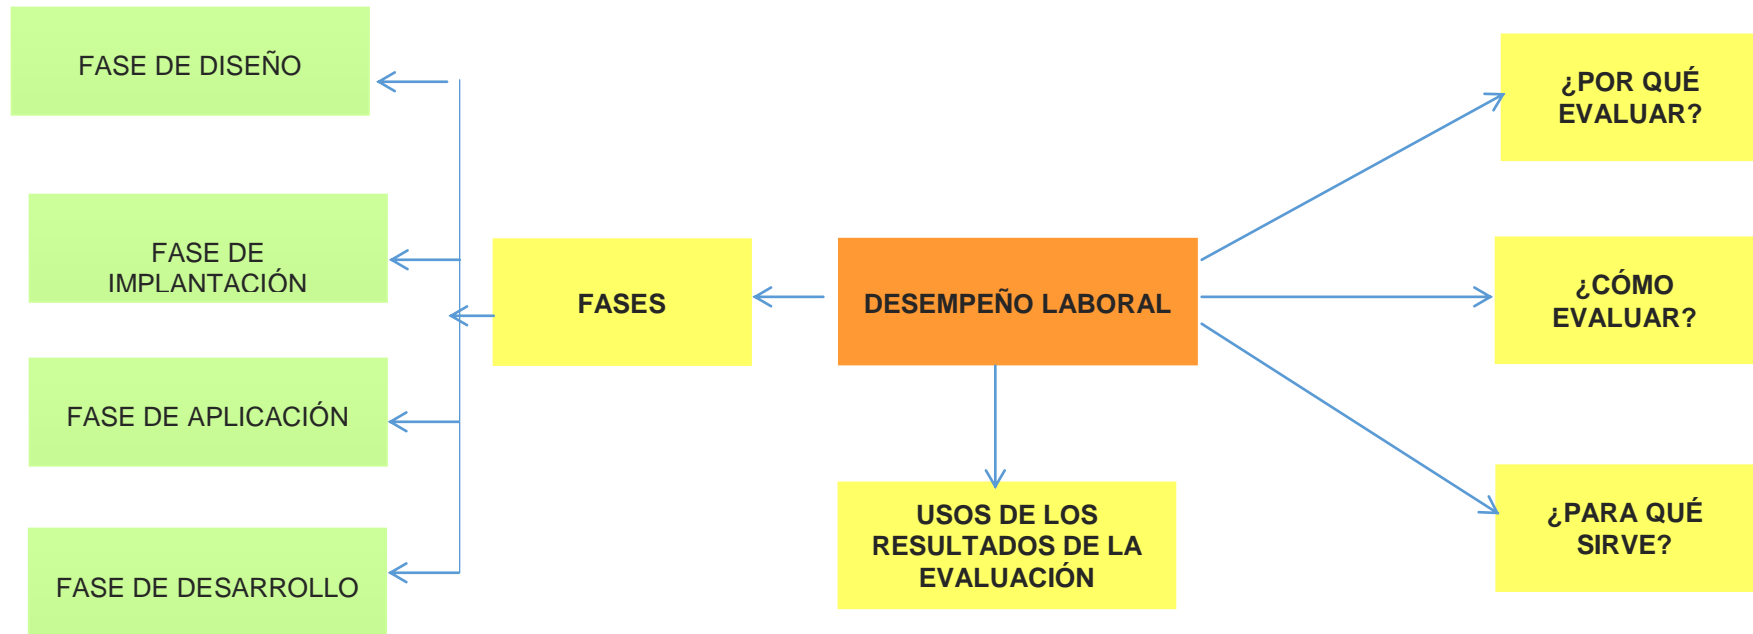 FASE DE DISEÑO
FASE DE
IMPLANTACIÓN
FASE DE APLICACIÓN
FASE DE DESARROLLO
FASES
DESEMPEÑO LABORAL
USOS DE LOS
RESULTADOS DE LA
EVALUACIÓN
¿POR QUÉ
EVALUAR?
¿CÓMO
EVALUAR?
¿PARA QUÉ
SIRVE?